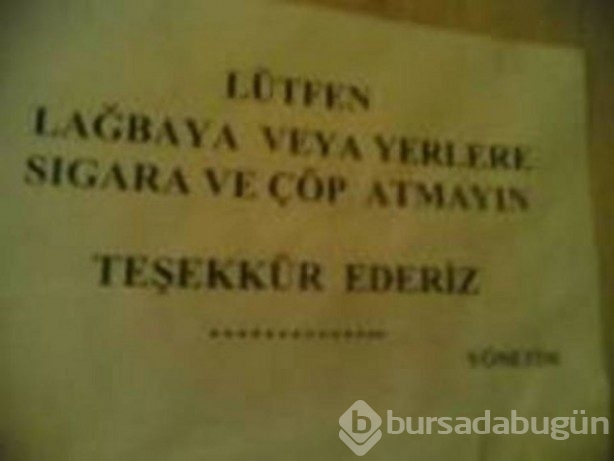 LÜTFEN
LAĞBAYA VEYA YERLERE
SIGARA VE ÇÖP ATMAYIN
TEŞEKKÜR EDERİZ
...............
YÖNETİM
b bursadabugün